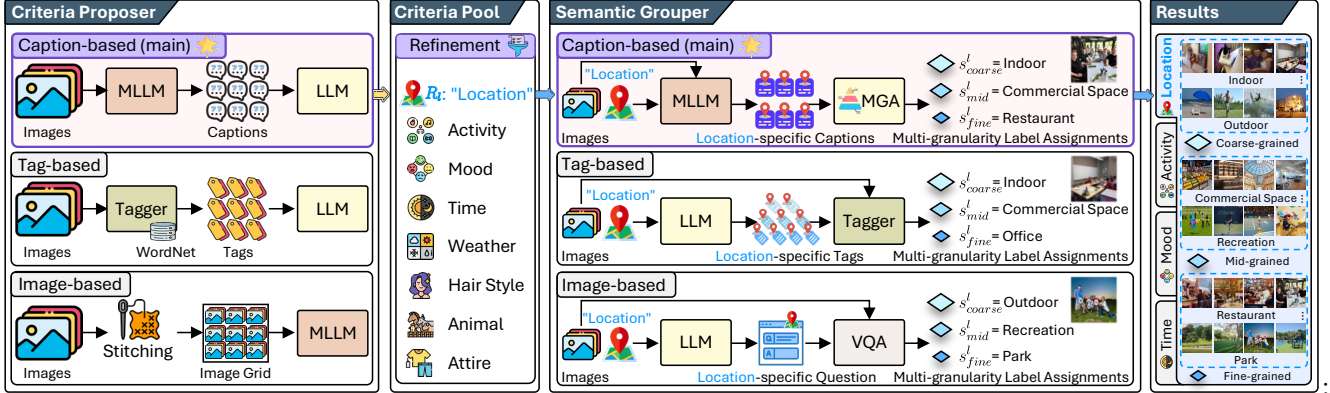 Criteria Proposer
Caption-based (main)
Images
MLLM
Captions
LLM
Tag-based
Images
Tagger
WordNet
Tags
LLM
Image-based
Images
Stitching
Image Grid
MLLM
Criteria Pool
Refinement
R_l: "Location"
Activity
Mood
Time
Weather
Hair Style
Animal
Attire
Semantic Grouper
Caption-based (main)
"Location"
Images
MLLM
Location-specific Captions
MGA
s^l_coarse = Indoor
s^l_mid = Commercial Space
s^l_fine = Restaurant
Multi-granularity Label Assignments
Tag-based
"Location"
Images
LLM
Location-specific Tags
Tagger
s^l_coarse = Indoor
s^l_mid = Commercial Space
s^l_fine = Office
Multi-granularity Label Assignments
Image-based
"Location"
Images
LLM
Q
A
Location-specific Question
VQA
s^l_coarse = Outdoor
s^l_mid = Recreation
s^l_fine = Park
Multi-granularity Label Assignments
Results
Location
Activity
Mood
Time
Indoor
Outdoor
Coarse-grained
Commercial Space
Recreation
Mid-grained
Restaurant
Park
Fine-grained